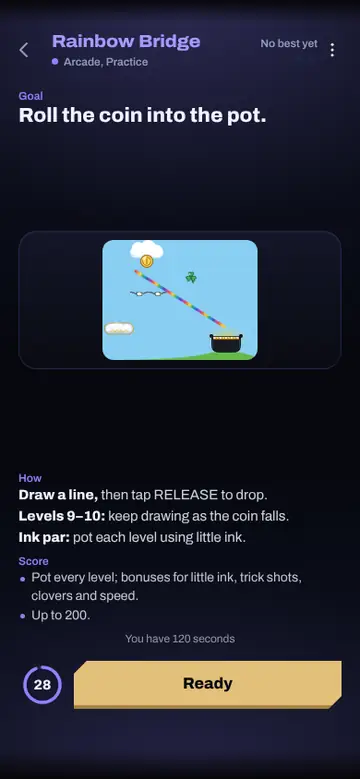 Rainbow Bridge
No best yet
Arcade, Practice
Goal
Roll the coin into the pot.
How
Draw a line, then tap RELEASE to drop.
Levels 9–10: keep drawing as the coin falls.
Ink par: pot each level using little ink.
Score
Pot every level; bonuses for little ink, trick shots,
clovers and speed.
Up to 200.
You have 120 seconds
28
Ready